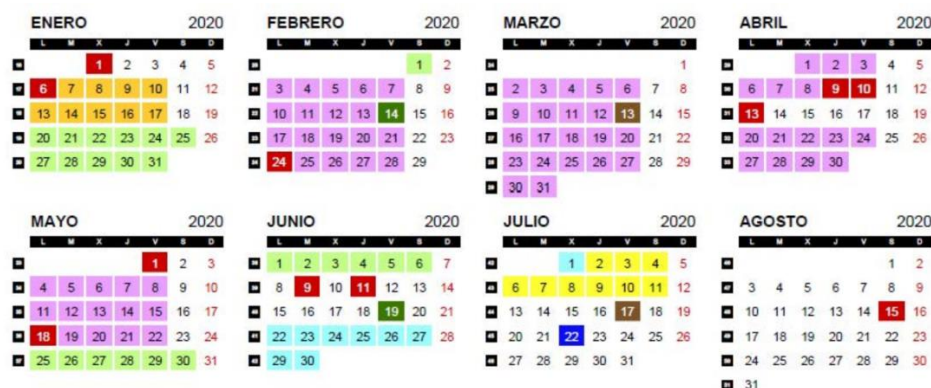 ENERO 2020
L M X J V S D
1 2 3 4 5
6 7 8 9 10 11 12
13 14 15 16 17 18 19
20 21 22 23 24 25 26
27 28 29 30 31
FEBRERO 2020
L M X J V S D
1 2
3 4 5 6 7 8 9
10 11 12 13 14 15 16
17 18 19 20 21 22 23
24 25 26 27 28 29
MARZO 2020
L M X J V S D
1
2 3 4 5 6 7 8
9 10 11 12 13 14 15
16 17 18 19 20 21 22
23 24 25 26 27 28 29
30 31
ABRIL 2020
L M X J V S D
1 2 3 4 5
6 7 8 9 10 11 12
13 14 15 16 17 18 19
20 21 22 23 24 25 26
27 28 29 30
MAYO 2020
L M X J V S D
1 2 3
4 5 6 7 8 9 10
11 12 13 14 15 16 17
18 19 20 21 22 23 24
25 26 27 28 29 30 31
JUNIO 2020
L M X J V S D
1 2 3 4 5 6 7
8 9 10 11 12 13 14
15 16 17 18 19 20 21
22 23 24 25 26 27 28
29 30
JULIO 2020
L M X J V S D
1 2 3 4 5
6 7 8 9 10 11 12
13 14 15 16 17 18 19
20 21 22 23 24 25 26
27 28 29 30 31
AGOSTO 2020
L M X J V S D
1 2
3 4 5 6 7 8 9
10 11 12 13 14 15 16
17 18 19 20 21 22 23
24 25 26 27 28 29 30
31